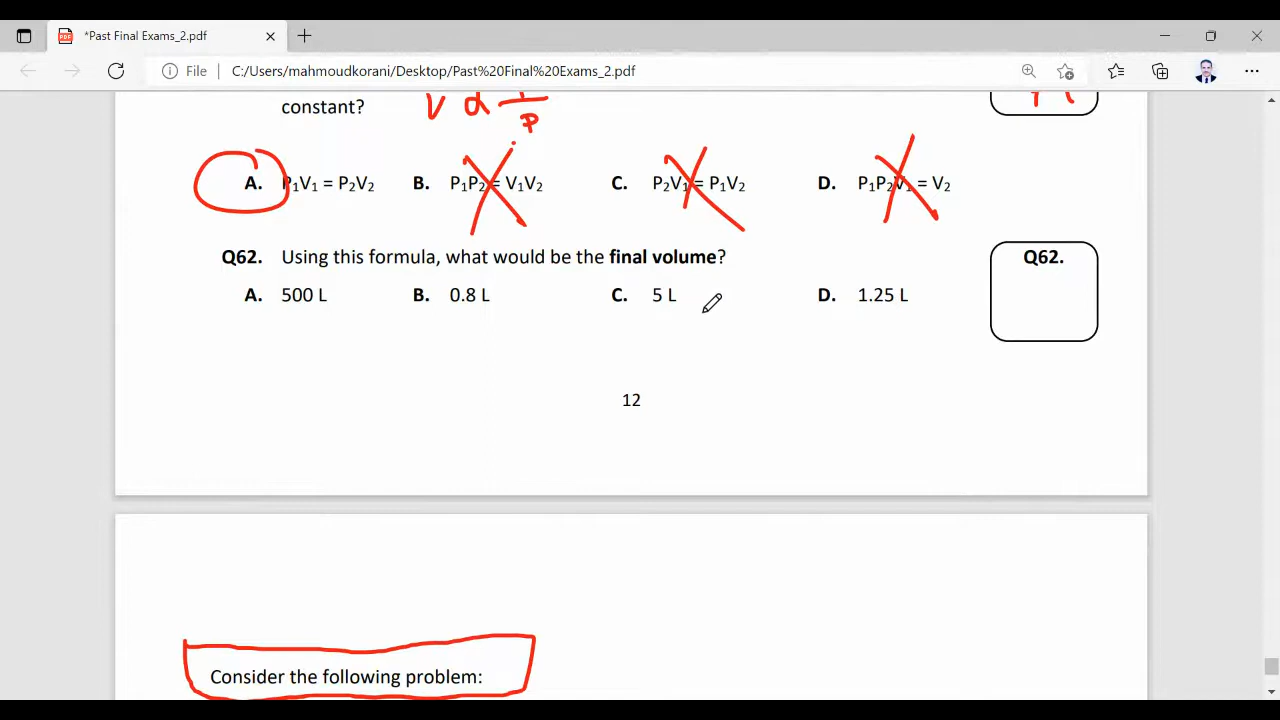 *Past Final Exams_2.pdf
File C:/Users/mahmoudkorani/Desktop/Past%20Final%20Exams_2.pdf
constant? V α 1/P
A. P₁V₁ = P₂V₂ B. P₁P₂ = V₁V₂ C. P₂V₁ = P₁V₂ D. P₁P₂V₁ = V₂
Q62. Using this formula, what would be the final volume? Q62.
A. 500 L B. 0.8 L C. 5 L D. 1.25 L
12
Consider the following problem: